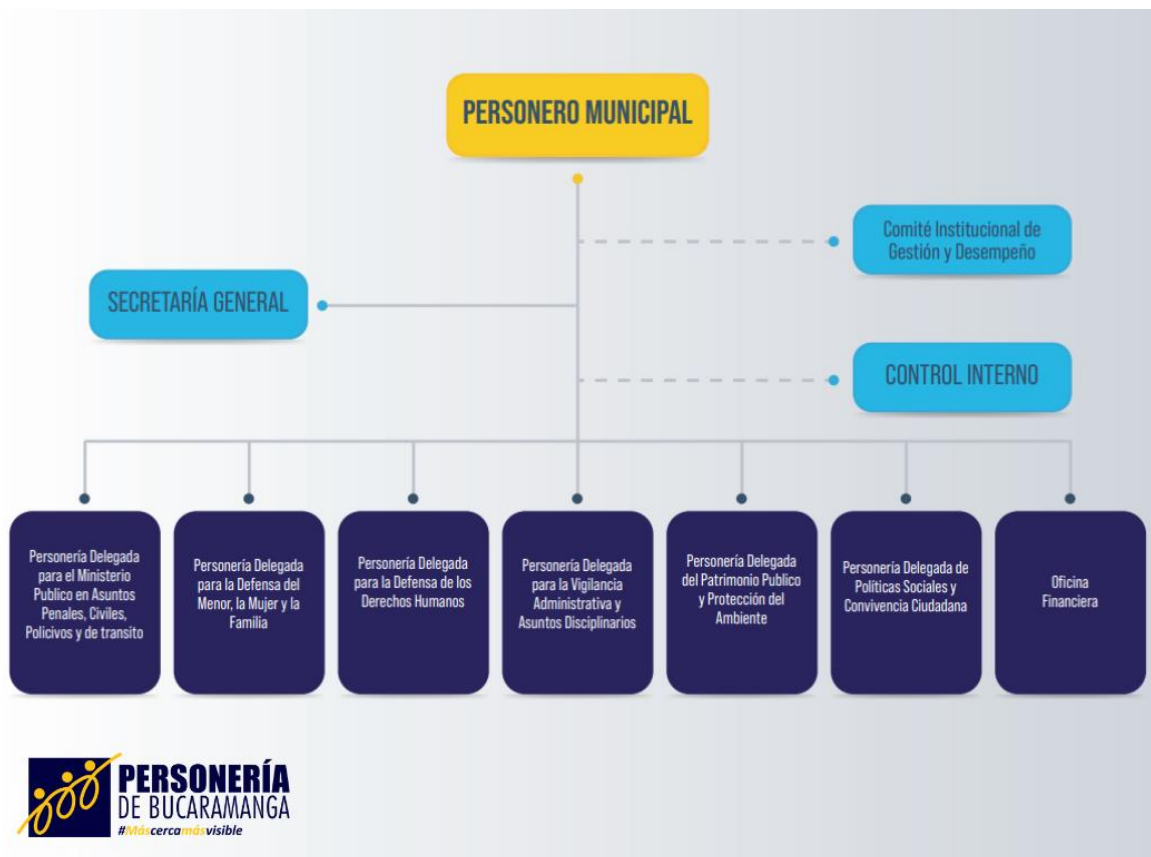 PERSONERO MUNICIPAL
Comité Institucional de
Gestión y Desempeño
SECRETARÍA GENERAL
CONTROL INTERNO
Personería Delegada
para el Ministerio
Publico en Asuntos
Penales, Civiles,
Policivos y de transito
Personería Delegada
para la Defensa del
Menor, la Mujer y la
Familia
Personería Delegada
para la Defensa de los
Derechos Humanos
Personería Delegada
para la Vigilancia
Administrativa y
Asuntos Disciplinarios
Personería Delegada
del Patrimonio Publico
y Protección del
Ambiente
Personería Delegada de
Políticas Sociales y
Convivencia Ciudadana
Oficina
Financiera
PERSONERÍA
DE BUCARAMANGA
#Máscercamásvisible